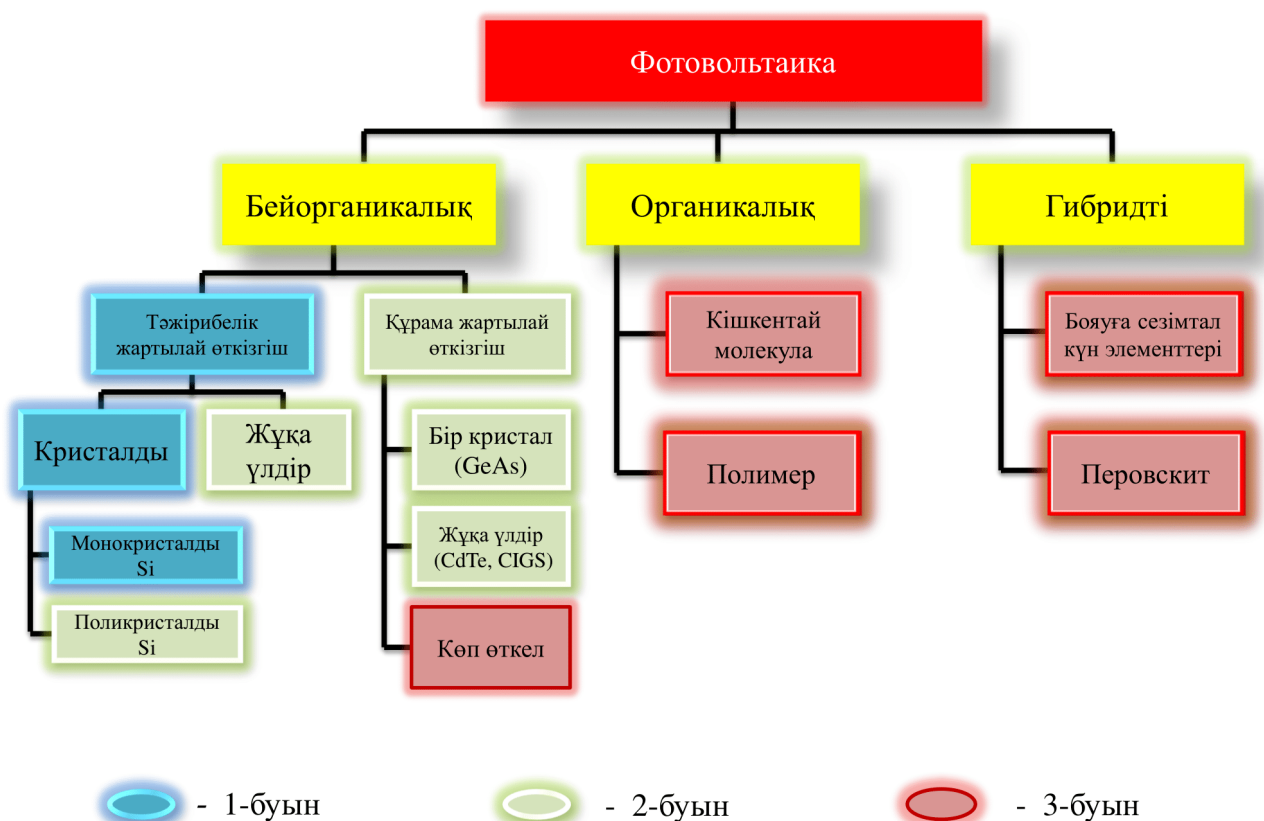 Фотовольтаика
Бейорганикалық
Органикалық
Гибридті
Тәжірибелік
жартылай өткізгіш
Құрама жартылай
өткізгіш
Кішкентай
молекула
Бояуға сезімтал
күн элементтері
Кристалды
Жұқа
үлдір
Бір кристал
(GeAs)
Полимер
Перовскит
Монокристалды
Si
Жұқа үлдір
(CdTe, CIGS)
Поликристалды
Si
Көп өткел
- 1-буын
- 2-буын
- 3-буын